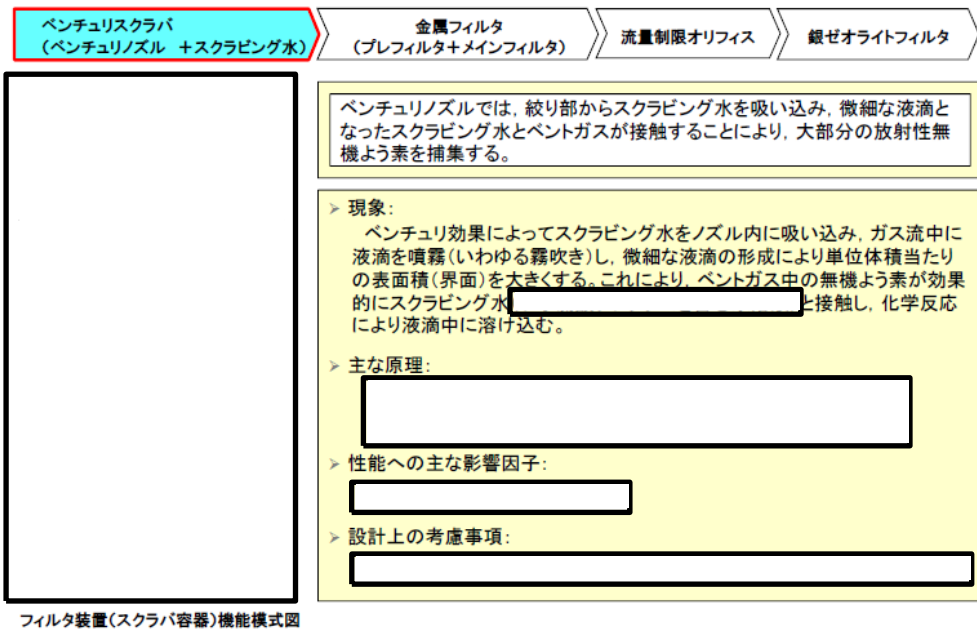 ベンチュリスクラバ
(ベンチュリノズル +スクラビング水)
金属フィルタ
(プレフィルタ+メインフィルタ)
流量制限オリフィス
銀ゼオライトフィルタ
ベンチュリノズルでは,絞り部からスクラビング水を吸い込み,微細な液滴と
なったスクラビング水とベントガスが接触することにより,大部分の放射性無
機よう素を捕集する。
➢ 現象:
ベンチュリ効果によってスクラビング水をノズル内に吸い込み,ガス流中に
液滴を噴霧(いわゆる霧吹き)し,微細な液滴の形成により単位体積当たり
の表面積(界面)を大きくする。これにより,ベントガス中の無機よう素が効果
的にスクラビング水 と接触し,化学反応
により液滴中に溶け込む。
➢ 主な原理:
➢ 性能への主な影響因子:
➢ 設計上の考慮事項:
フィルタ装置(スクラバ容器)機能模式図